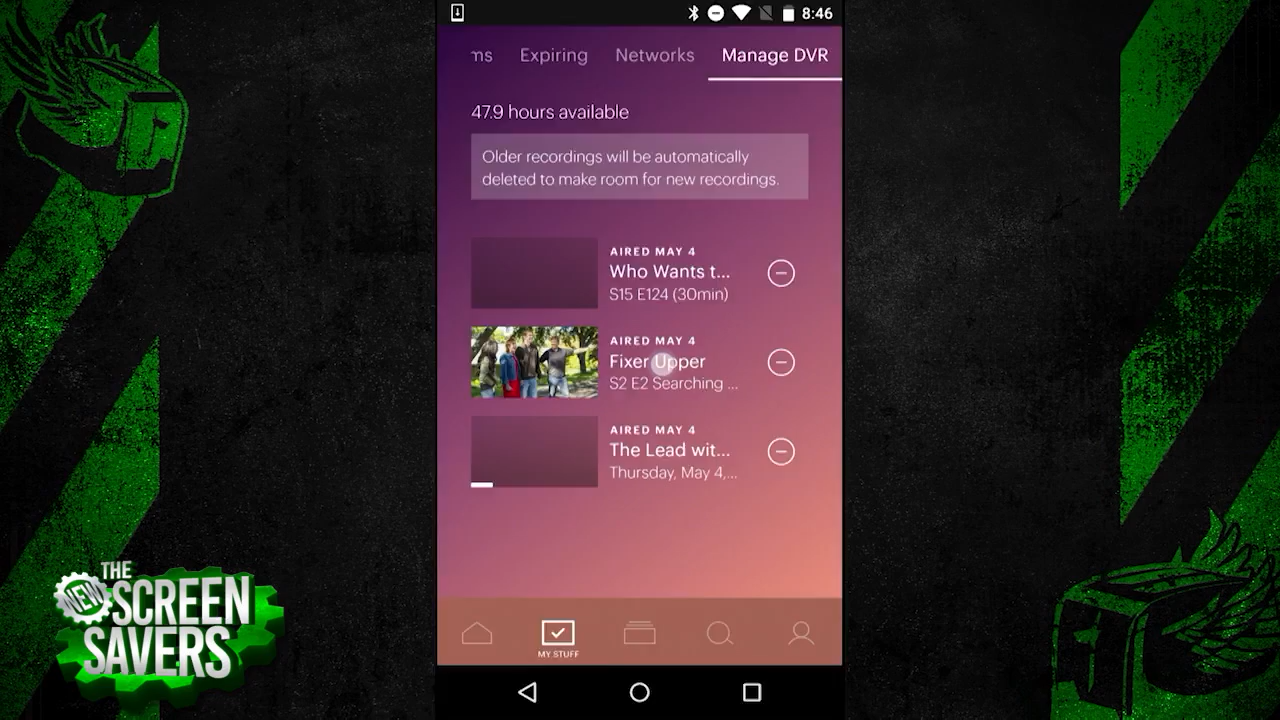 8:46
ms Expiring Networks Manage DVR
47.9 hours available
Older recordings will be automatically
deleted to make room for new recordings.
AIRED MAY 4
Who Wants t...
S15 E124 (30min)
AIRED MAY 4
Fixer Upper
S2 E2 Searching ...
AIRED MAY 4
The Lead wit...
Thursday, May 4,...
MY STUFF
THE
NEW SCREEN
SAVERS